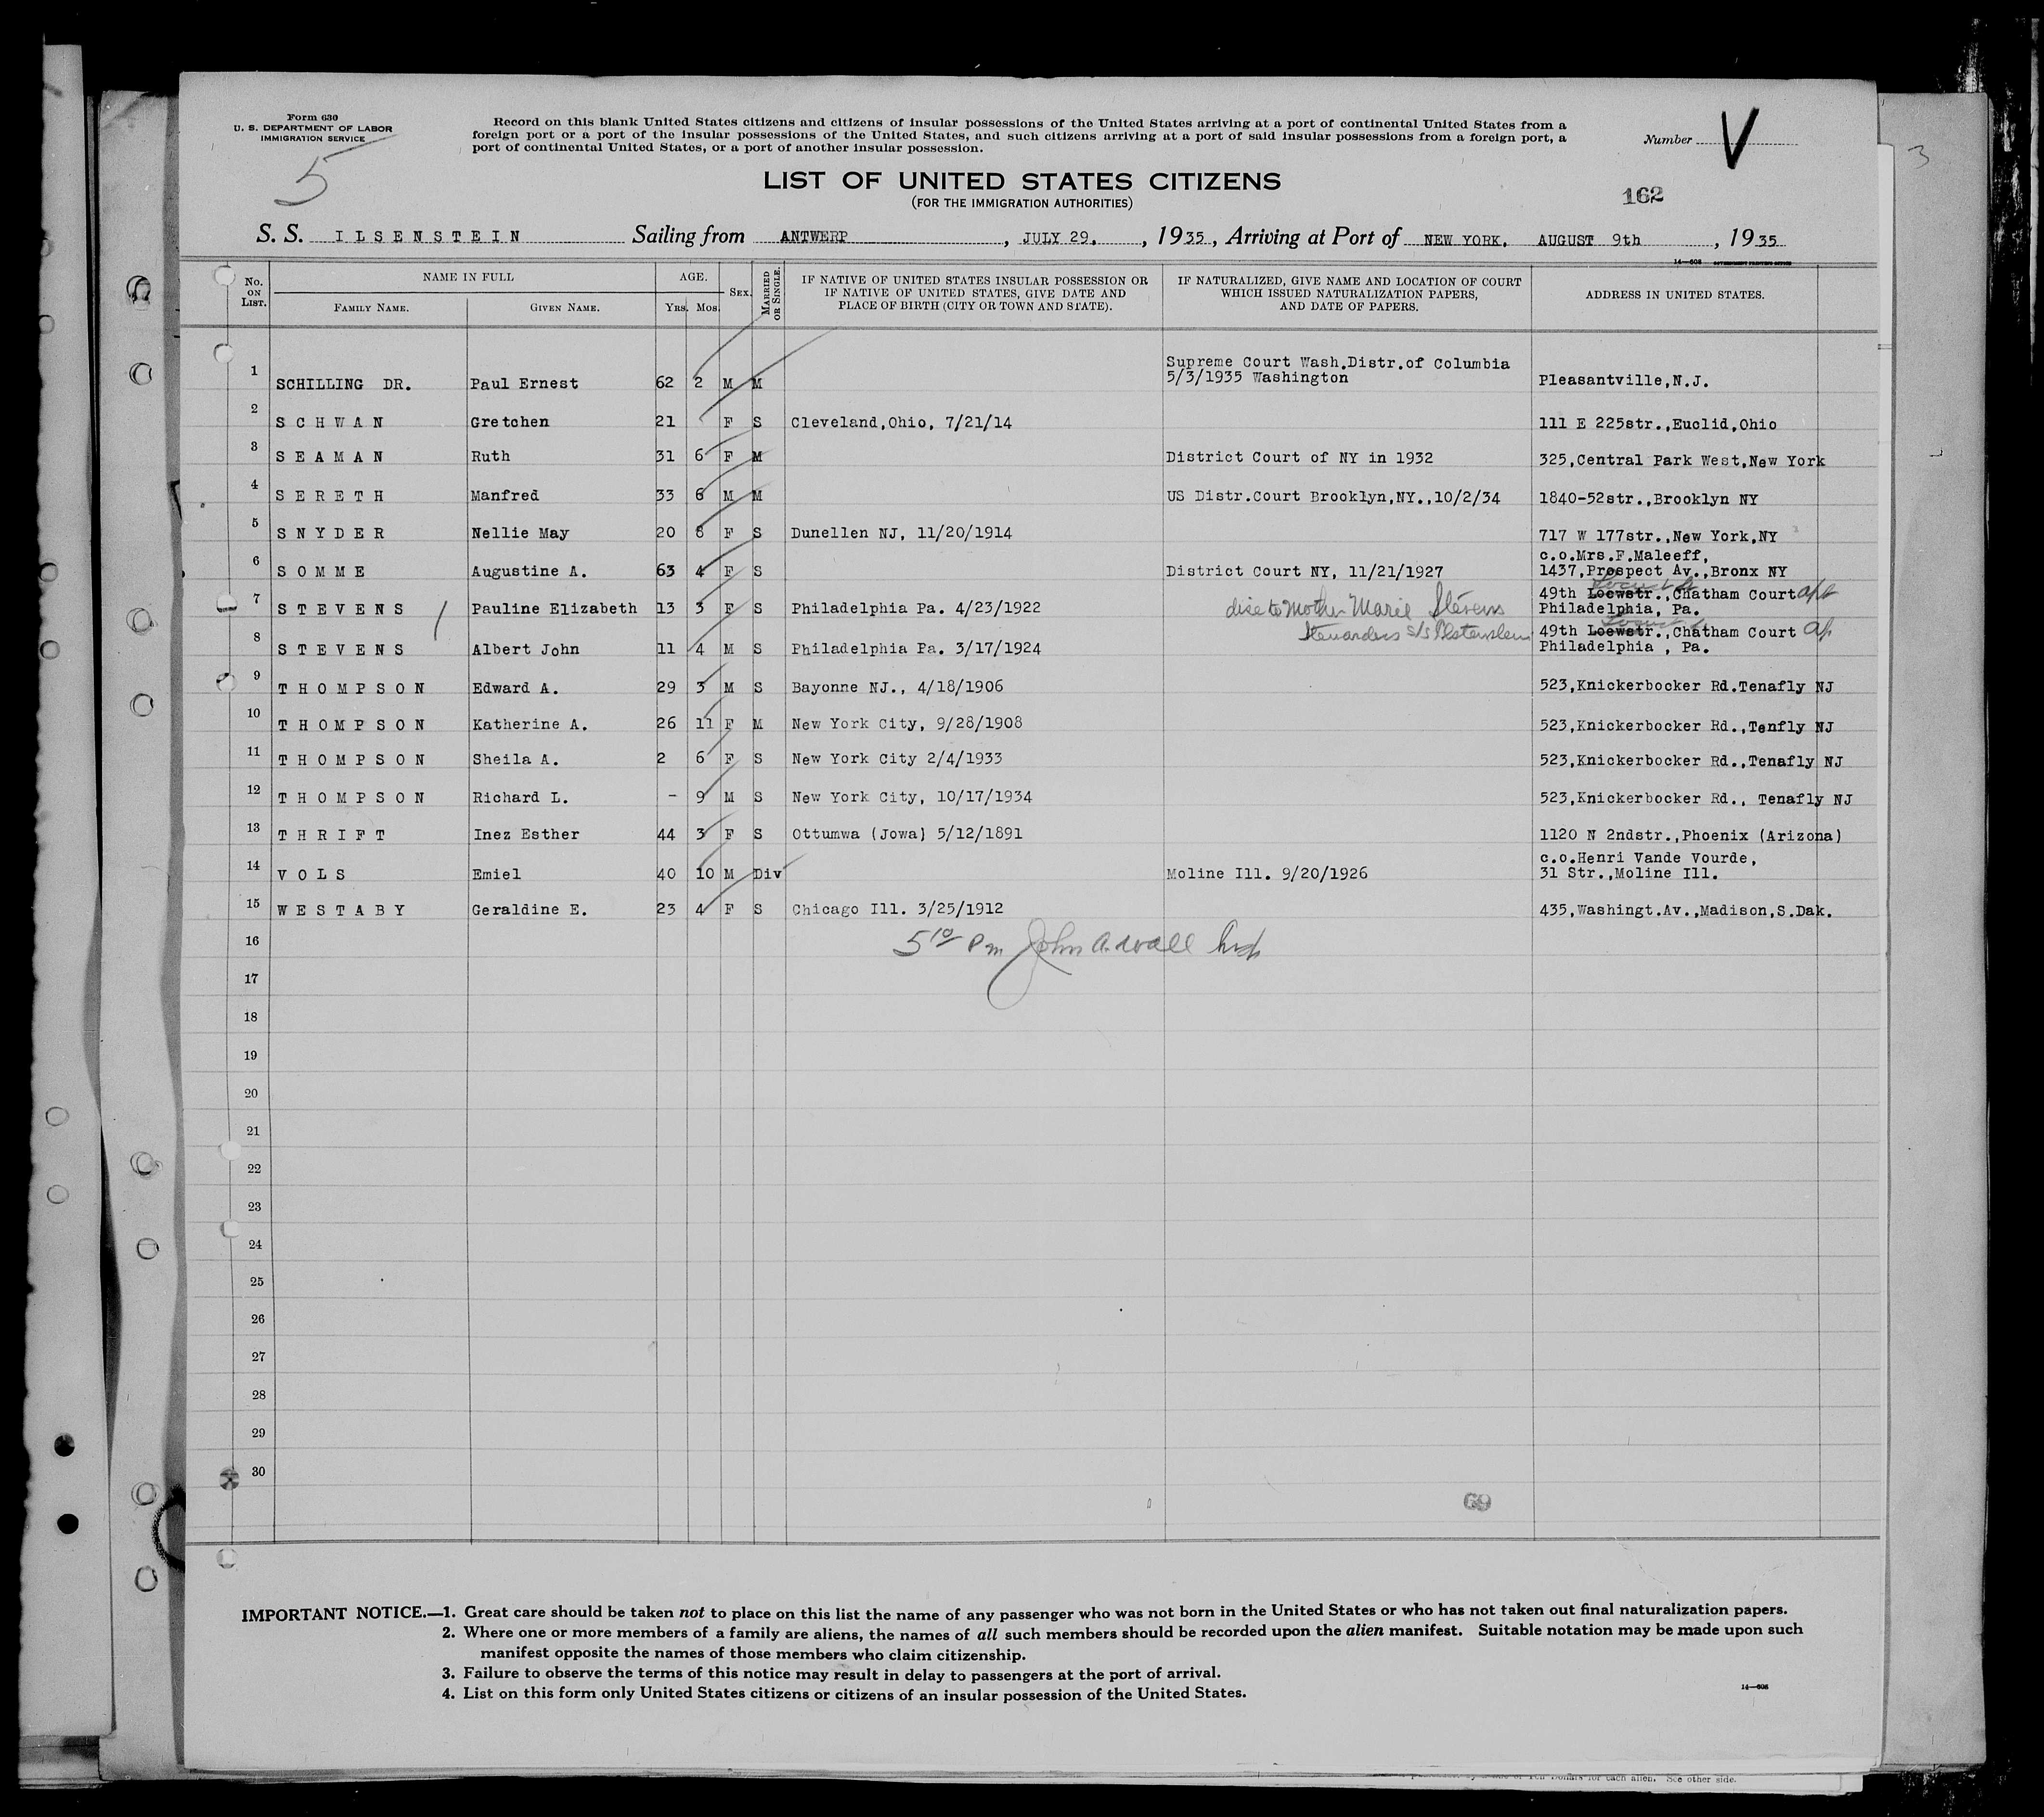 Form 630
U. S. DEPARTMENT OF LABOR
IMMIGRATION SERVICE
5
Record on this blank United States citizens and citizens of insular possessions of the United States arriving at a port of continental United States from a
foreign port or a port of the insular possessions of the United States, and such citizens arriving at a port of said insular possessions from a foreign port, a
port of continental United States, or a port of another insular possession.
Number V
3
LIST OF UNITED STATES CITIZENS
(FOR THE IMMIGRATION AUTHORITIES)
162
S. S. ILSENSTEIN Sailing from ANTWERP, JULY 29., 1935, Arriving at Port of NEW YORK. AUGUST 9th, 1935
14—608 GOVERNMENT PRINTING OFFICE
No. ON LIST. NAME IN FULL FAMILY NAME. GIVEN NAME. AGE. YRS. MOS. SEX. MARRIED OR SINGLE. IF NATIVE OF UNITED STATES INSULAR POSSESSION OR IF NATIVE OF UNITED STATES, GIVE DATE AND PLACE OF BIRTH (CITY OR TOWN AND STATE). IF NATURALIZED, GIVE NAME AND LOCATION OF COURT WHICH ISSUED NATURALIZATION PAPERS, AND DATE OF PAPERS. ADDRESS IN UNITED STATES.
1 SCHILLING DR. Paul Ernest 62 2 M M Supreme Court Wash.Distr.of Columbia 5/3/1935 Washington Pleasantville,N.J.
2 SCHWAN Gretchen 21 F S Cleveland,Ohio, 7/21/14 111 E 225str.,Euclid,Ohio
3 SEAMAN Ruth 31 6 F M District Court of NY in 1932 325,Central Park West,New York
4 SERETH Manfred 33 6 M M US Distr.Court Brooklyn,NY.,10/2/34 1840-52str.,Brooklyn NY
5 SNYDER Nellie May 20 8 F S Dunellen NJ, 11/20/1914 717 W 177str.,New York,NY
6 SOMME Augustine A. 63 4 F S District Court NY, 11/21/1927 c.o.Mrs.F.Maleeff, 1437,Prospect Av.,Bronx NY
7 STEVENS Pauline Elizabeth 13 3 F S Philadelphia Pa. 4/23/1922 disc to Mother Marie Stevens 49th Loewstr.,Chatham Court apt Philadelphia, Pa.
8 STEVENS Albert John 11 4 M S Philadelphia Pa. 3/17/1924 49th Loewstr.,Chatham Court Philadelphia , Pa.
9 THOMPSON Edward A. 29 3 M S Bayonne NJ., 4/18/1906 523,Knickerbocker Rd.Tenafly NJ
10 THOMPSON Katherine A. 26 11 F M New York City, 9/28/1908 523,Knickerbocker Rd.,Tenfly NJ
11 THOMPSON Sheila A. 2 6 F S New York City 2/4/1933 523,Knickerbocker Rd.,Tenafly NJ
12 THOMPSON Richard L. - 9 M S New York City, 10/17/1934 523,Knickerbocker Rd., Tenafly NJ
13 THRIFT Inez Esther 44 3 F S Ottumwa (Jowa) 5/12/1891 1120 N 2ndstr.,Phoenix (Arizona)
14 VOLS Emiel 40 10 M Div Moline Ill. 9/20/1926 c.o.Henri Vande Vourde, 31 Str.,Moline Ill.
15 WESTABY Geraldine E. 23 4 F S Chicago Ill. 3/25/1912 435,Washingt.Av.,Madison,S.Dak.
16 5 10 Pm John
17
18
19
20
21
22
23
24
25
26
27
28
29
30
69
IMPORTANT NOTICE.—1. Great care should be taken not to place on this list the name of any passenger who was not born in the United States or who has not taken out final naturalization papers.
2. Where one or more members of a family are aliens, the names of all such members should be recorded upon the alien manifest. Suitable notation may be made upon such
manifest opposite the names of those members who claim citizenship.
3. Failure to observe the terms of this notice may result in delay to passengers at the port of arrival.
4. List on this form only United States citizens or citizens of an insular possession of the United States.
14—608
for each alien. See other side.